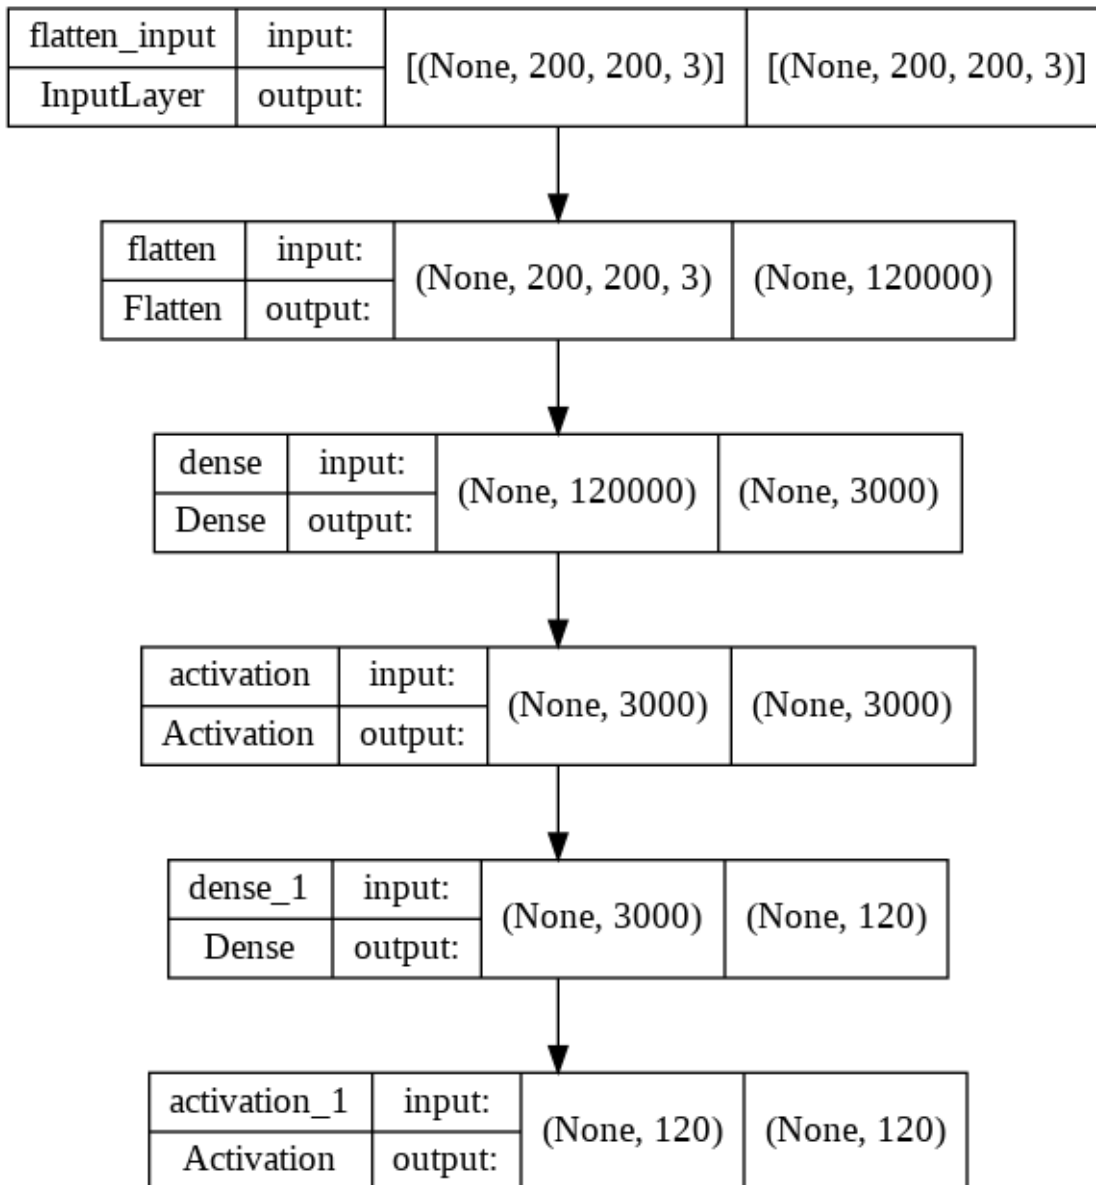 flatten_input input: [(None, 200, 200, 3)] [(None, 200, 200, 3)]
InputLayer output:
flatten input: (None, 200, 200, 3) (None, 120000)
Flatten output:
dense input: (None, 120000) (None, 3000)
Dense output:
activation input: (None, 3000) (None, 3000)
Activation output:
dense_1 input: (None, 3000) (None, 120)
Dense output:
activation_1 input: (None, 120) (None, 120)
Activation output: